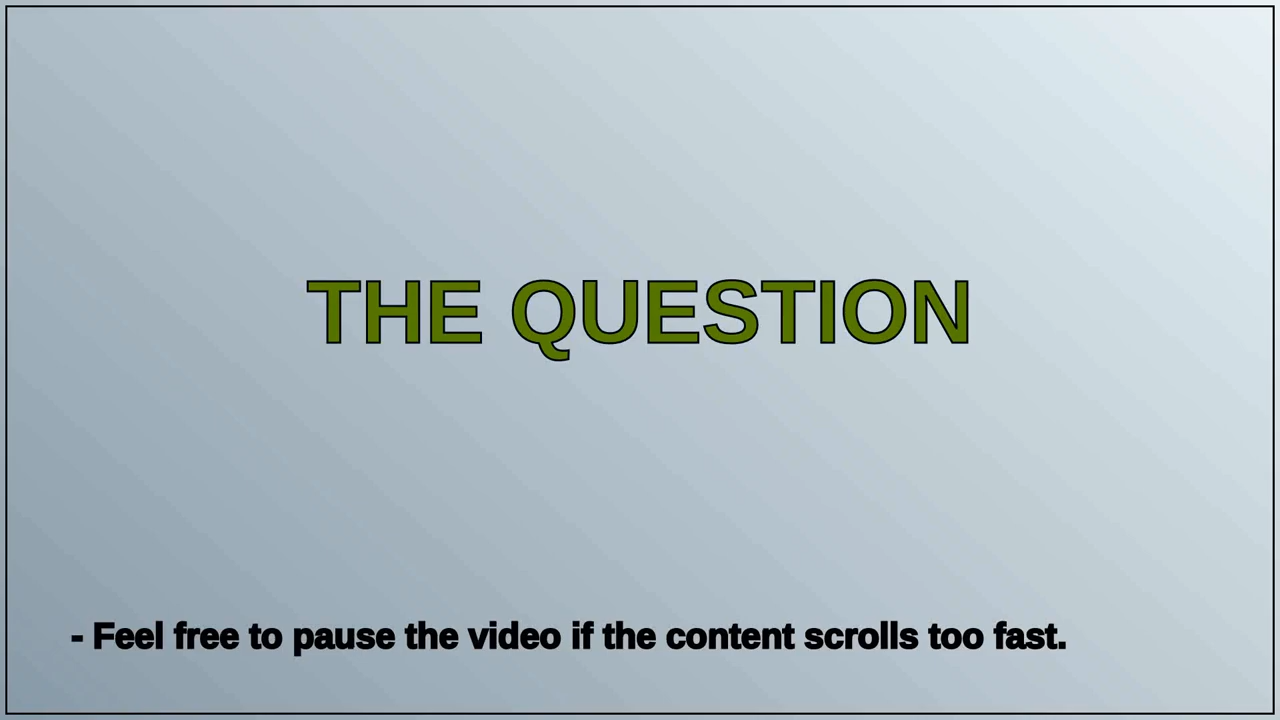 THE QUESTION
- Feel free to pause the video if the content scrolls too fast.